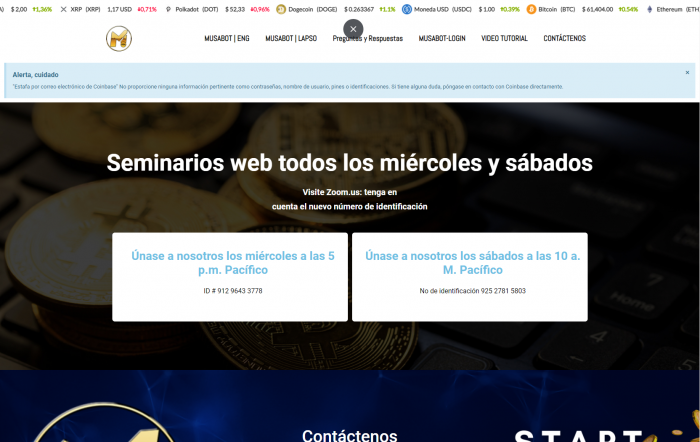 A) $ 2,00 +1,36% XRP (XRP) 1,17 USD +0,71% Polkadot (DOT) $ 52,33 +0,96% Dogecoin (DOGE) $ 0.263367 +1,1% Moneda USD (USDC) $ 1.00 +0.39% Bitcoin (BTC) $ 61,404.00 +0.54% Ethereum (ETH
MUSABOT | ENG MUSABOT | LAPSO Preguntas y Respuestas MUSABOT-LOGIN VIDEO TUTORIAL CONTÁCTENOS
Alerta, cuidado
"Estafa por correo electrónico de Coinbase" No proporcione ninguna información pertinente como contraseñas, nombre de usuario, pines o identificaciones. Si tiene alguna duda, póngase en contacto con Coinbase directamente.
Seminarios web todos los miércoles y sábados
Visite Zoom.us: tenga en
cuenta el nuevo número de identificación
Únase a nosotros los miércoles a las 5
p.m. Pacífico
ID # 912 9643 3778
Únase a nosotros los sábados a las 10 a.
M. Pacífico
No de identificación 925 2781 5803
Home
Contáctenos
START